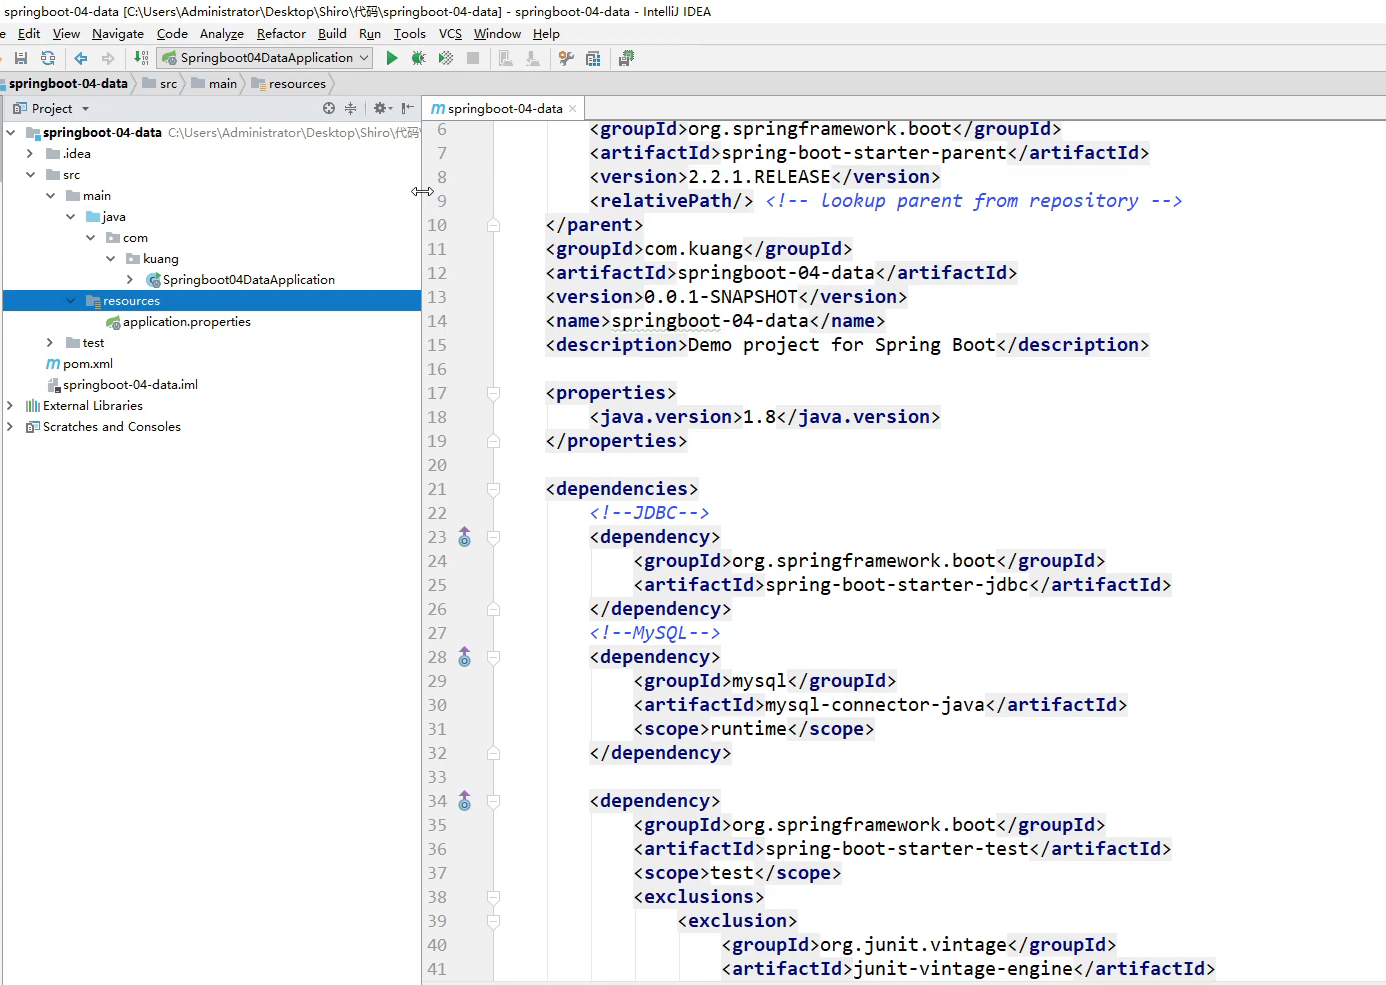 springboot-04-data [C:\Users\Administrator\Desktop\Shiro\代码\springboot-04-data] - springboot-04-data - IntelliJ IDEA
e Edit View Navigate Code Analyze Refactor Build Run Tools VCS Window Help
Springboot04DataApplication
springboot-04-data src main resources
Project
springboot-04-data
springboot-04-data C:\Users\Administrator\Desktop\Shiro\代码
.idea
src
main
java
com
kuang
Springboot04DataApplication
resources
application.properties
test
pom.xml
springboot-04-data.iml
External Libraries
Scratches and Consoles
6 <groupId>org.springframework.boot</groupId>
7 <artifactId>spring-boot-starter-parent</artifactId>
8 <version>2.2.1.RELEASE</version>
9 <relativePath/> <!-- lookup parent from repository -->
10 </parent>
11 <groupId>com.kuang</groupId>
12 <artifactId>springboot-04-data</artifactId>
13 <version>0.0.1-SNAPSHOT</version>
14 <name>springboot-04-data</name>
15 <description>Demo project for Spring Boot</description>
16
17 <properties>
18 <java.version>1.8</java.version>
19 </properties>
20
21 <dependencies>
22 <!--JDBC-->
23 <dependency>
24 <groupId>org.springframework.boot</groupId>
25 <artifactId>spring-boot-starter-jdbc</artifactId>
26 </dependency>
27 <!--MySQL-->
28 <dependency>
29 <groupId>mysql</groupId>
30 <artifactId>mysql-connector-java</artifactId>
31 <scope>runtime</scope>
32 </dependency>
33
34 <dependency>
35 <groupId>org.springframework.boot</groupId>
36 <artifactId>spring-boot-starter-test</artifactId>
37 <scope>test</scope>
38 <exclusions>
39 <exclusion>
40 <groupId>org.junit.vintage</groupId>
41 <artifactId>junit-vintage-engine</artifactId>